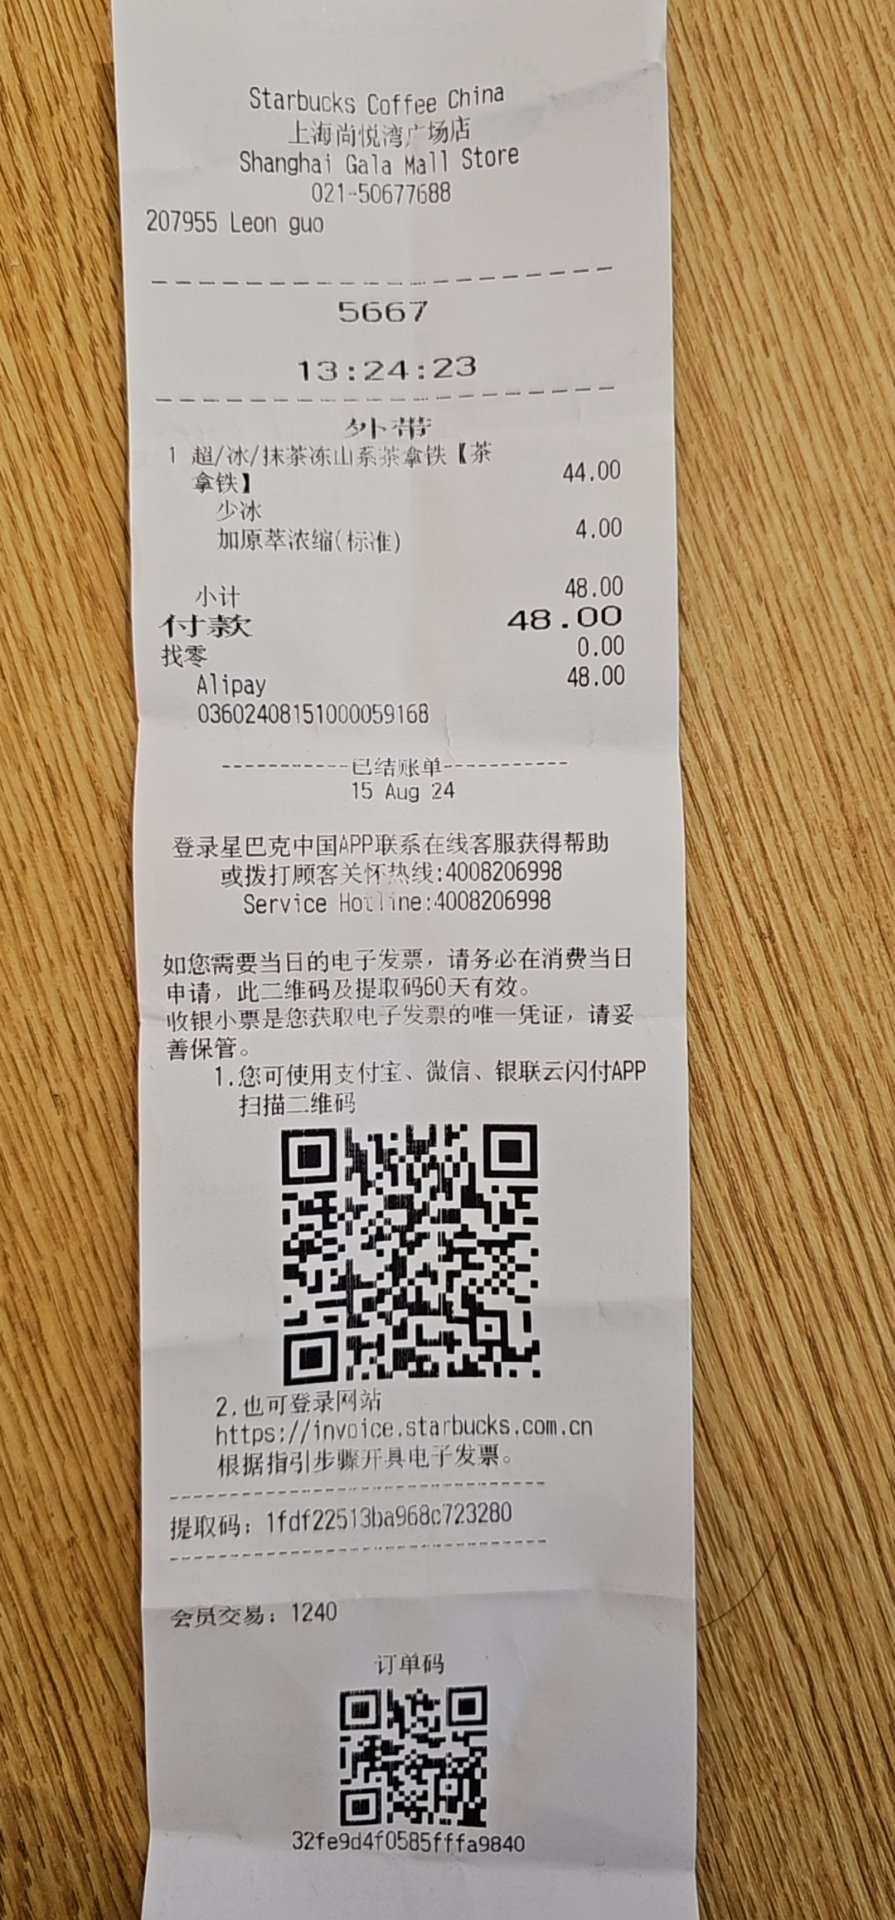 Starbucks Coffee China
上海尚悦湾广场店
Shanghai Gala Mall Store
021-50677688
207955 Leon guo
5667
13:24:23
外带
1 超/冰/抹茶冻山系茶拿铁【茶
拿铁】 44.00
少冰
加原萃浓缩(标准) 4.00
小计 48.00
付款 48.00
找零 0.00
Alipay 48.00
03602408151000059168
-----------已结账单-----------
15 Aug 24
登录星巴克中国APP联系在线客服获得帮助
或拨打顾客关怀热线:4008206998
Service Hotline:4008206998
如您需要当日的电子发票，请务必在消费当日
申请，此二维码及提取码60天有效。
收银小票是您获取电子发票的唯一凭证，请妥
善保管。
1.您可使用支付宝、微信、银联云闪付APP
扫描二维码
2.也可登录网站
https://invoice.starbucks.com.cn
根据指引步骤开具电子发票。
提取码：1fdf22513ba968c723280
会员交易：1240
订单码
32fe9d4f0585fffa9840